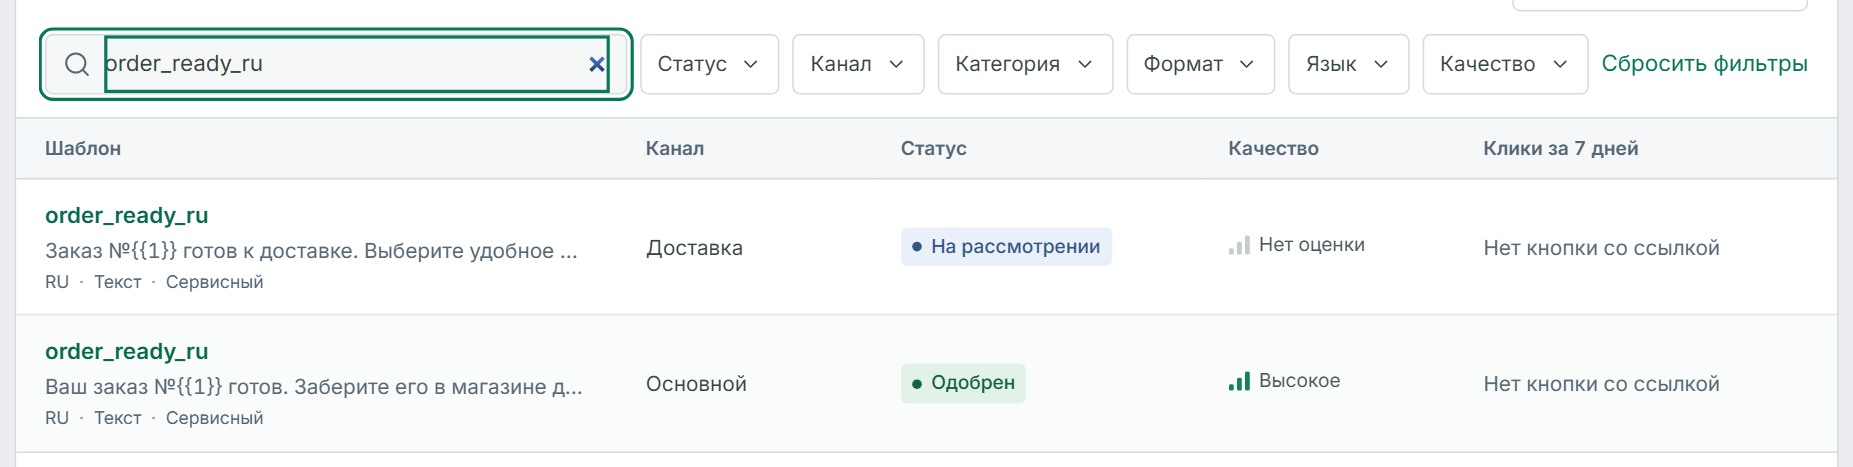 order_ready_ru
Статус
Канал
Категория
Формат
Язык
Качество
Сбросить фильтры
Шаблон
Канал
Статус
Качество
Клики за 7 дней
order_ready_ru
Заказ №{{1}} готов к доставке. Выберите удобное ...
RU · Текст · Сервисный
Доставка
На рассмотрении
Нет оценки
Нет кнопки со ссылкой
order_ready_ru
Ваш заказ №{{1}} готов. Заберите его в магазине д...
RU · Текст · Сервисный
Основной
Одобрен
Высокое
Нет кнопки со ссылкой